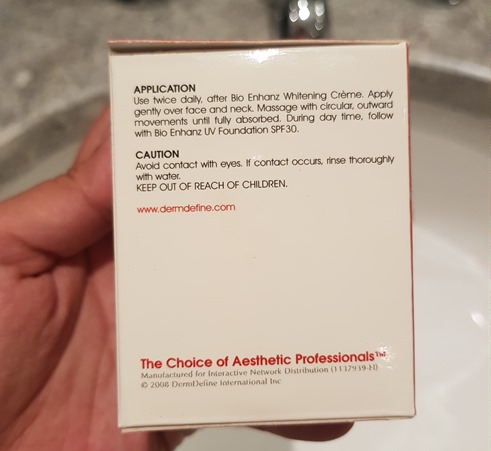 APPLICATION
Use twice daily, after Bio Enhanz Whitening Crème. Apply
gently over face and neck. Massage with circular, outward
movements until fully absorbed. During day time, follow
with Bio Enhanz UV Foundation SPF30.
CAUTION
Avoid contact with eyes. If contact occurs, rinse thoroughly
with water.
KEEP OUT OF REACH OF CHILDREN.
www.dermdefine.com
The Choice of Aesthetic Professionals™
Manufactured for Interactive Network Distribution (1137939-H)
© 2008 DermDefine International Inc